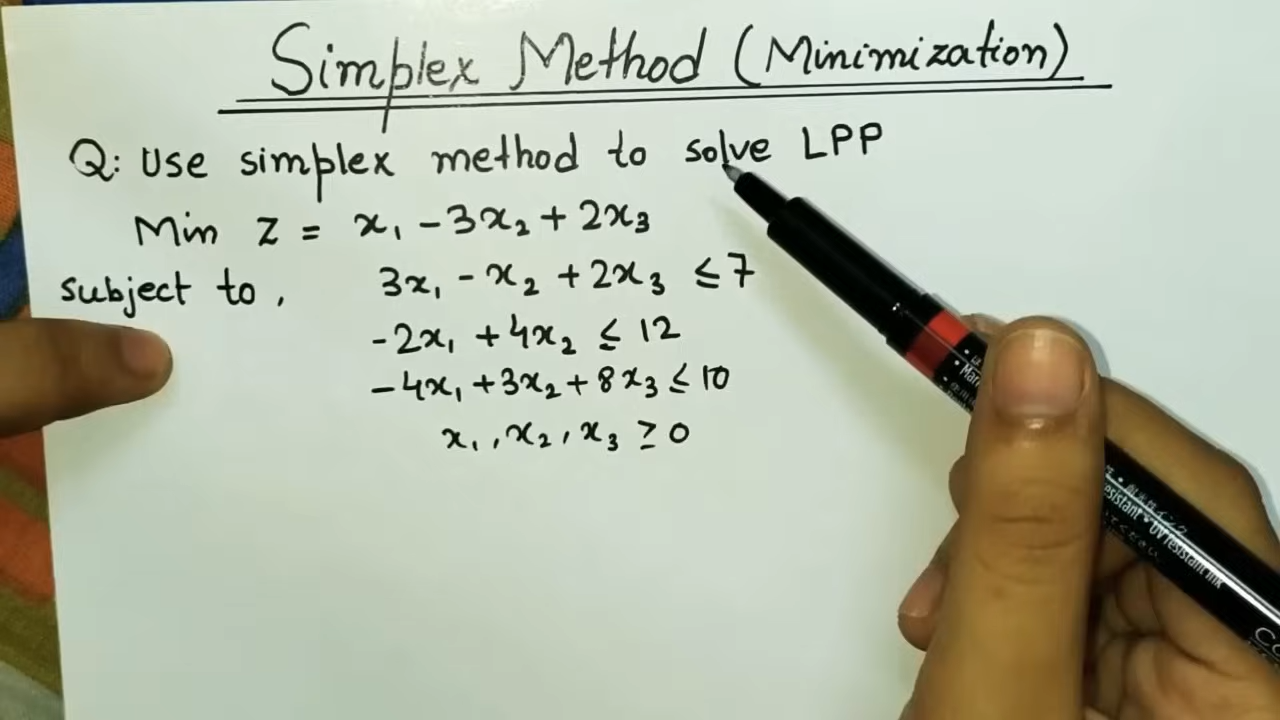 Simplex Method (Minimization)
Q: Use simplex method to solve LPP
Min Z = x₁ - 3x₂ + 2x₃
subject to, 3x₁ - x₂ + 2x₃ ≤ 7
-2x₁ + 4x₂ ≤ 12
-4x₁ + 3x₂ + 8x₃ ≤ 10
x₁, x₂, x₃ ≥ 0